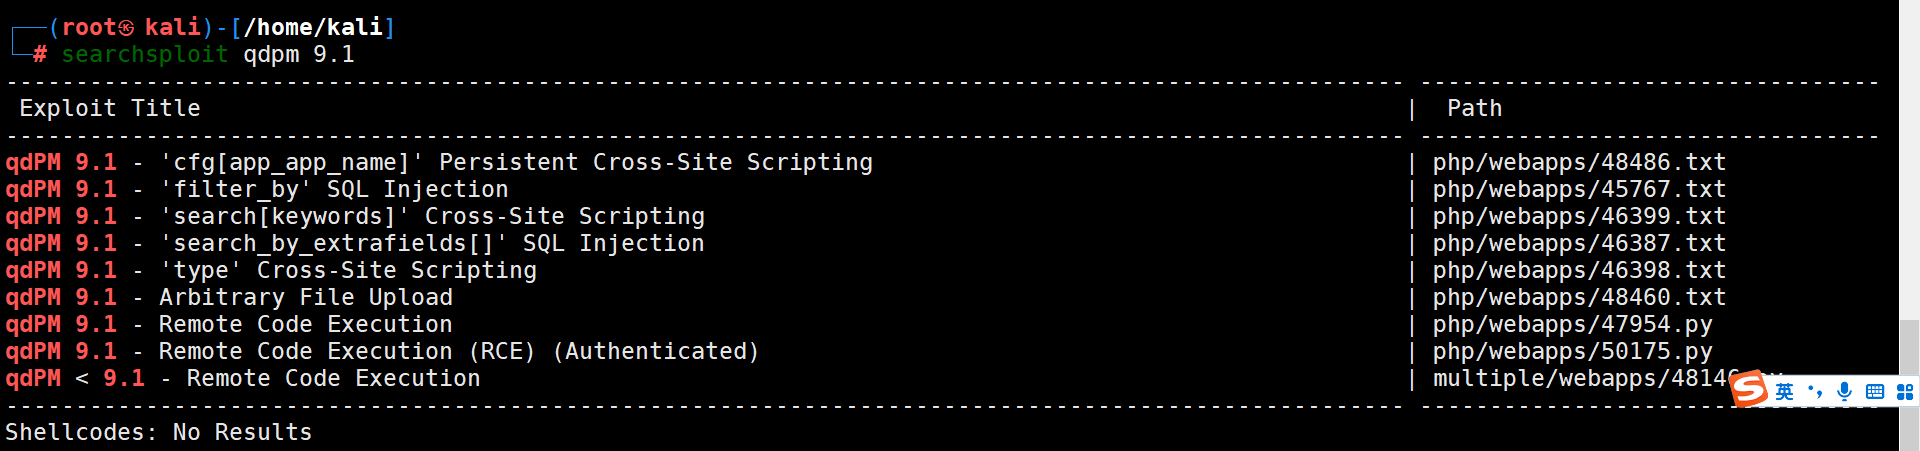 (root㉿ kali)-[/home/kali]
# searchsploit qdpm 9.1
Exploit Title | Path
qdPM 9.1 - 'cfg[app_app_name]' Persistent Cross-Site Scripting | php/webapps/48486.txt
qdPM 9.1 - 'filter_by' SQL Injection | php/webapps/45767.txt
qdPM 9.1 - 'search[keywords]' Cross-Site Scripting | php/webapps/46399.txt
qdPM 9.1 - 'search_by_extrafields[]' SQL Injection | php/webapps/46387.txt
qdPM 9.1 - 'type' Cross-Site Scripting | php/webapps/46398.txt
qdPM 9.1 - Arbitrary File Upload | php/webapps/48460.txt
qdPM 9.1 - Remote Code Execution | php/webapps/47954.py
qdPM 9.1 - Remote Code Execution (RCE) (Authenticated) | php/webapps/50175.py
qdPM < 9.1 - Remote Code Execution | multiple/webapps/48146.py
S 英
Shellcodes: No Results